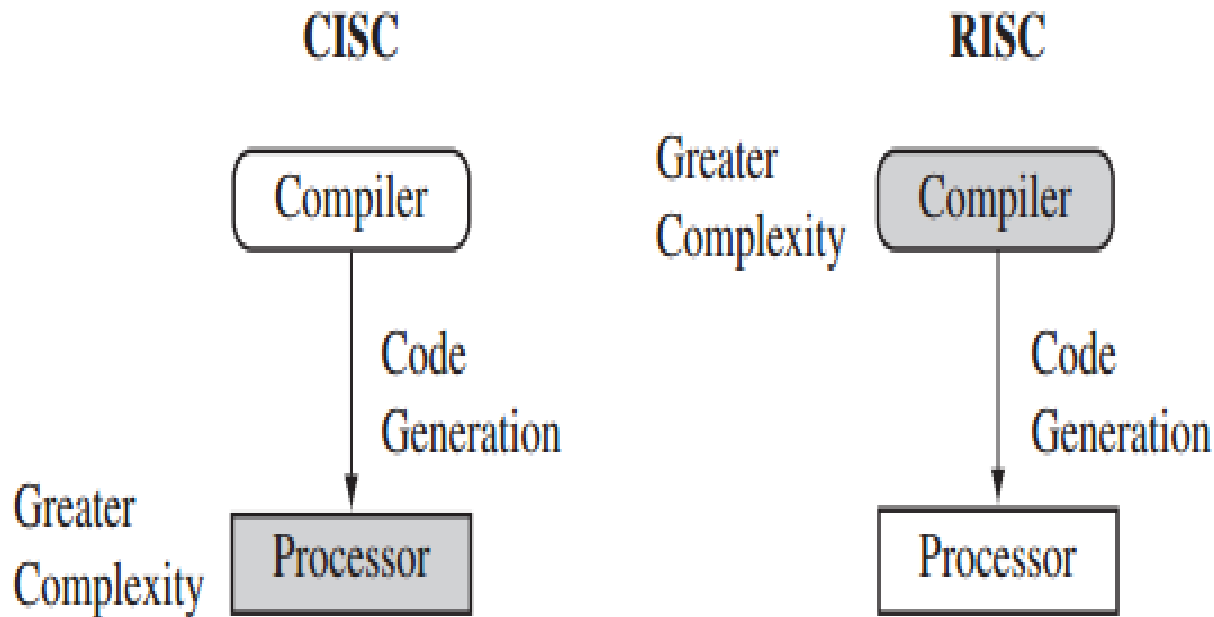 CISC
Compiler
Code
Generation
Greater
Complexity
Processor
RISC
Greater
Complexity
Compiler
Code
Generation
Processor